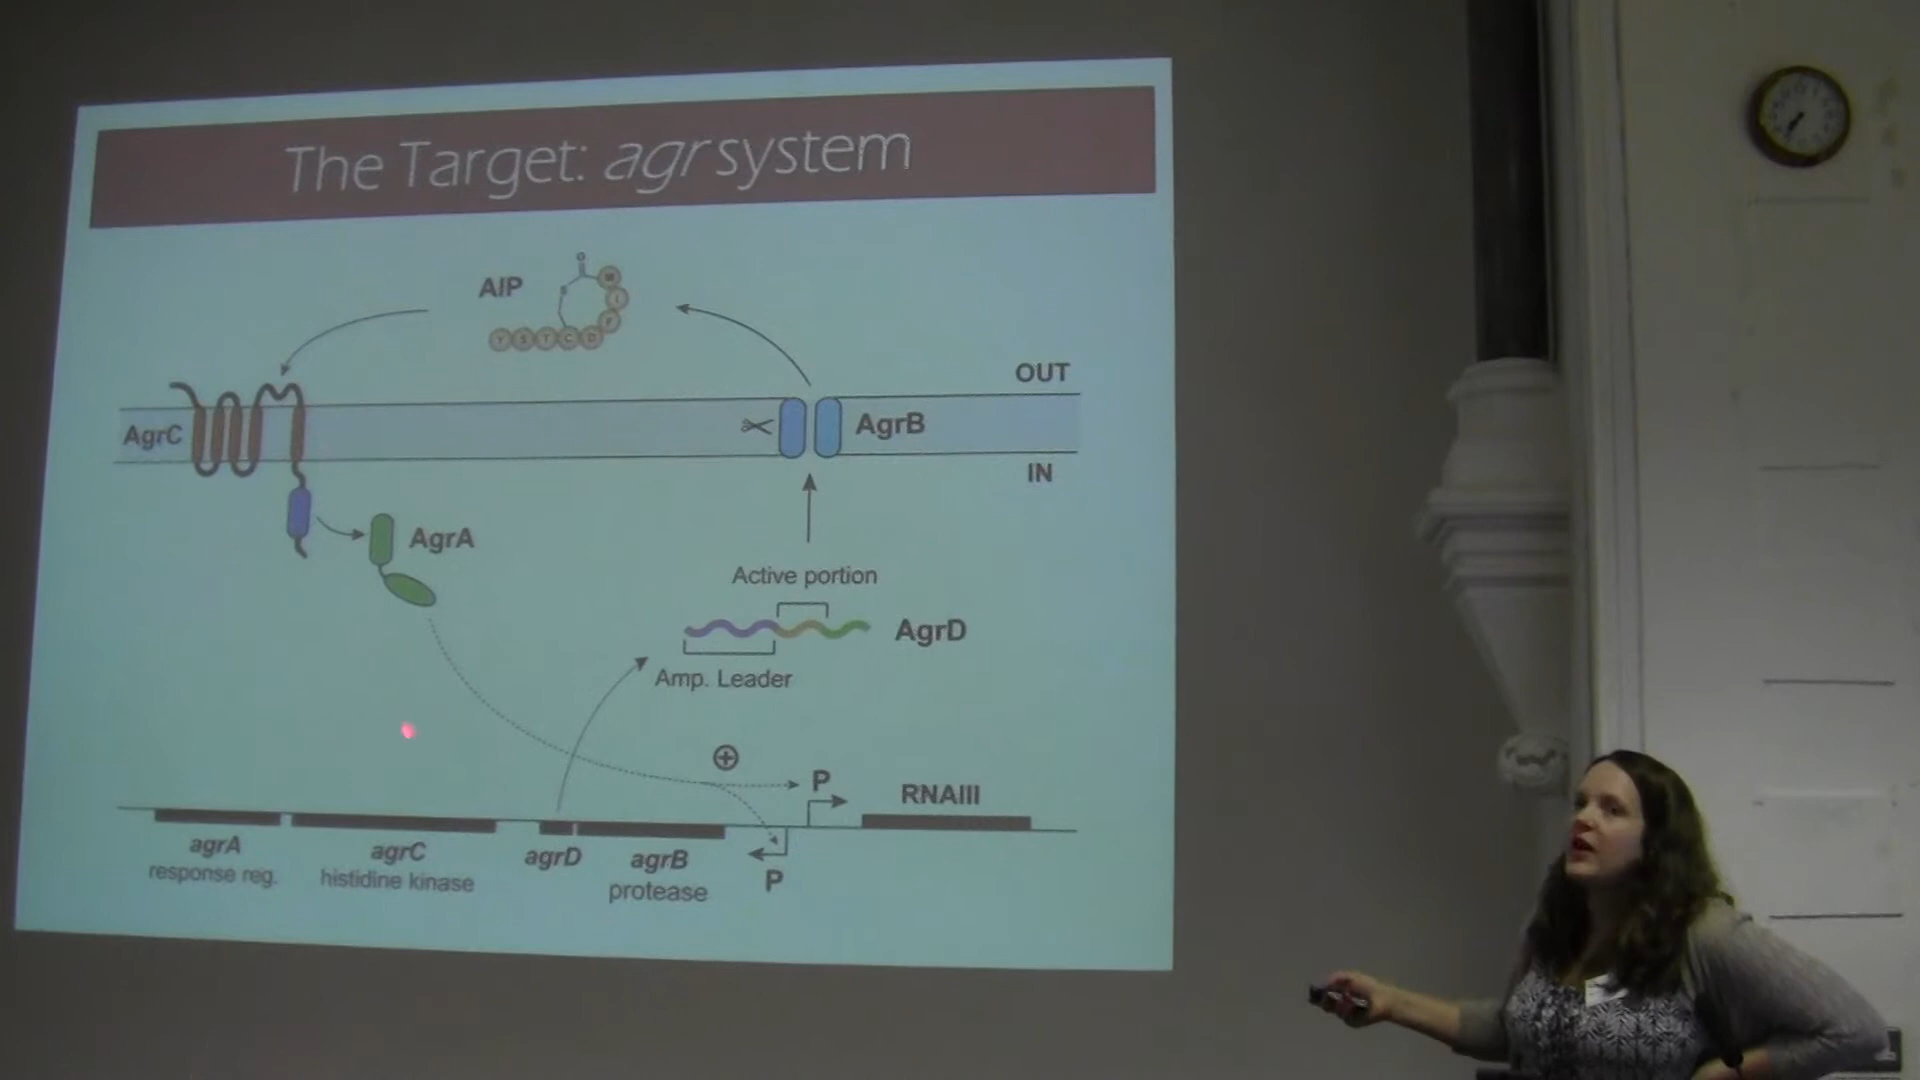 The Target: agr system
AIP
O
S
M
I
F
Y S T C D
OUT
AgrC
AgrB
IN
AgrA
Active portion
AgrD
Amp. Leader
P
RNAIII
agrA
response reg.
agrC
histidine kinase
agrD
agrB
protease
P